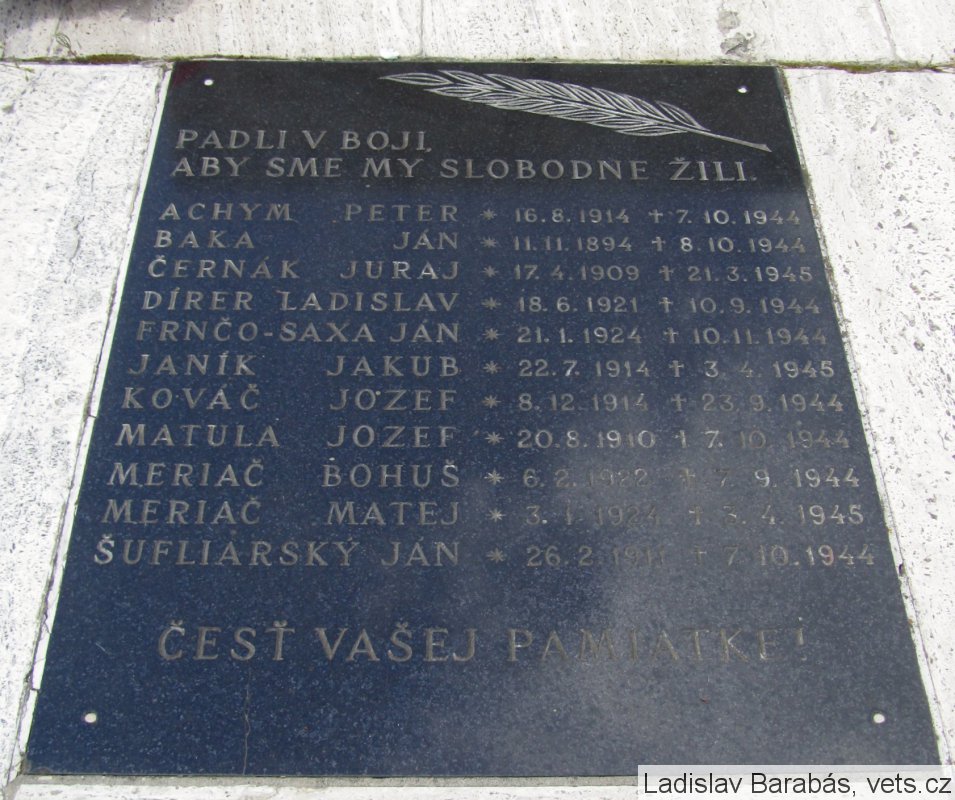 PADLI V BOJI,
ABY SME MY SLOBODNE ŽILI.
ACHYM PETER * 16. 8. 1914 † 7. 10. 1944
BAKA JÁN * 11. 11. 1894 † 8. 10. 1944
ČERNÁK JURAJ * 17. 4. 1909 † 21. 3. 1945
DÍRER LADISLAV * 18. 6. 1921 † 10. 9. 1944
FRNČO-SAXA JÁN * 21. 1. 1924 † 10. 11. 1944
JANÍK JAKUB * 22. 7. 1914 † 3. 4. 1945
KOVÁČ JOZEF * 8. 12. 1914 † 23. 9. 1944
MATULA JOZEF * 20. 8. 1910 † 7. 10. 1944
MERIAČ BOHUŠ * 6. 2. 1922 † 7. 9. 1944
MERIAČ MATEJ * 3. 1. 1924 † 3. 4. 1945
ŠUFLIARSKÝ JÁN * 26. 2. 1911 † 7. 10. 1944
ČESŤ VAŠEJ PAMIATKE!
Ladislav Barabás, vets.cz